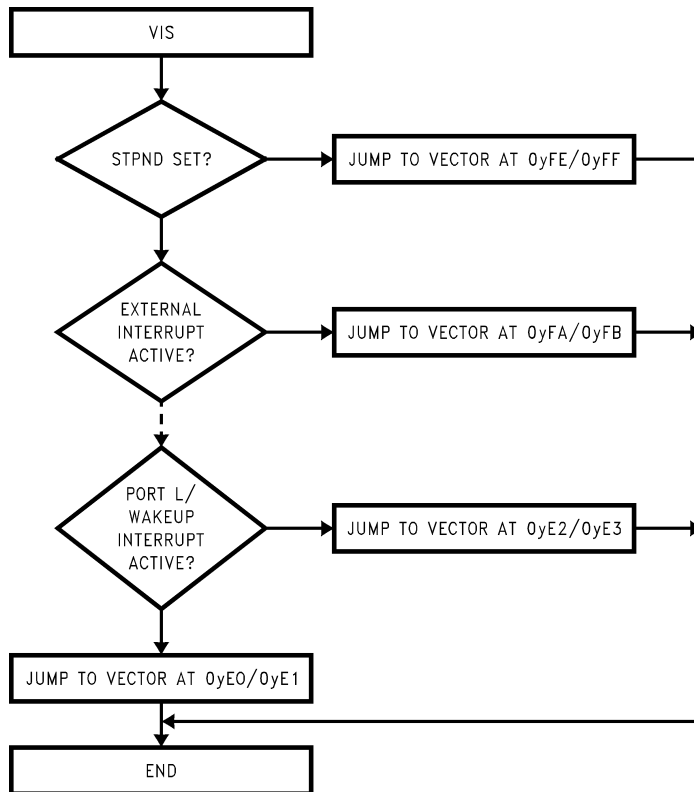 VIS
STPND SET?
JUMP TO VECTOR AT 0yFE/0yFF
EXTERNAL
INTERRUPT
ACTIVE?
JUMP TO VECTOR AT 0yFA/0yFB
PORT L/
WAKEUP
INTERRUPT
ACTIVE?
JUMP TO VECTOR AT 0yE2/0yE3
JUMP TO VECTOR AT 0yE0/0yE1
END